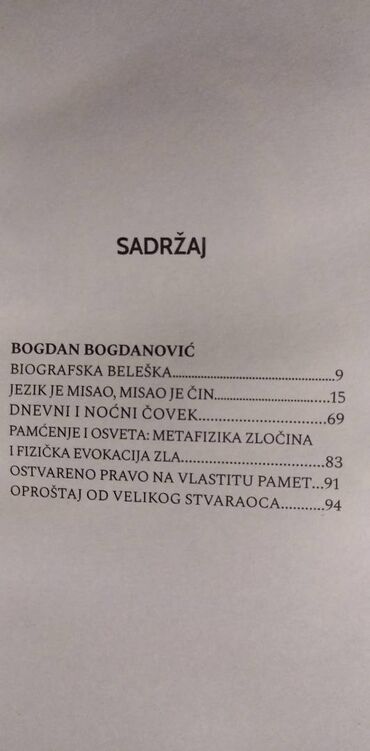 SADRŽAJ
BOGDAN BOGDANOVIĆ
BIOGRAFSKA BELEŠKA..............................9
JEZIK JE MISAO, MISAO JE ČIN.....................15
DNEVNI I NOĆNI ČOVEK........................69
PAMĆENJE I OSVETA: METAFIZIKA ZLOČINA
I FIZIČKA EVOKACIJA ZLA..........................83
OSTVARENO PRAVO NA VLASTITU PAMET...91
OPROŠTAJ OD VELIKOG STVARAOCA...........94